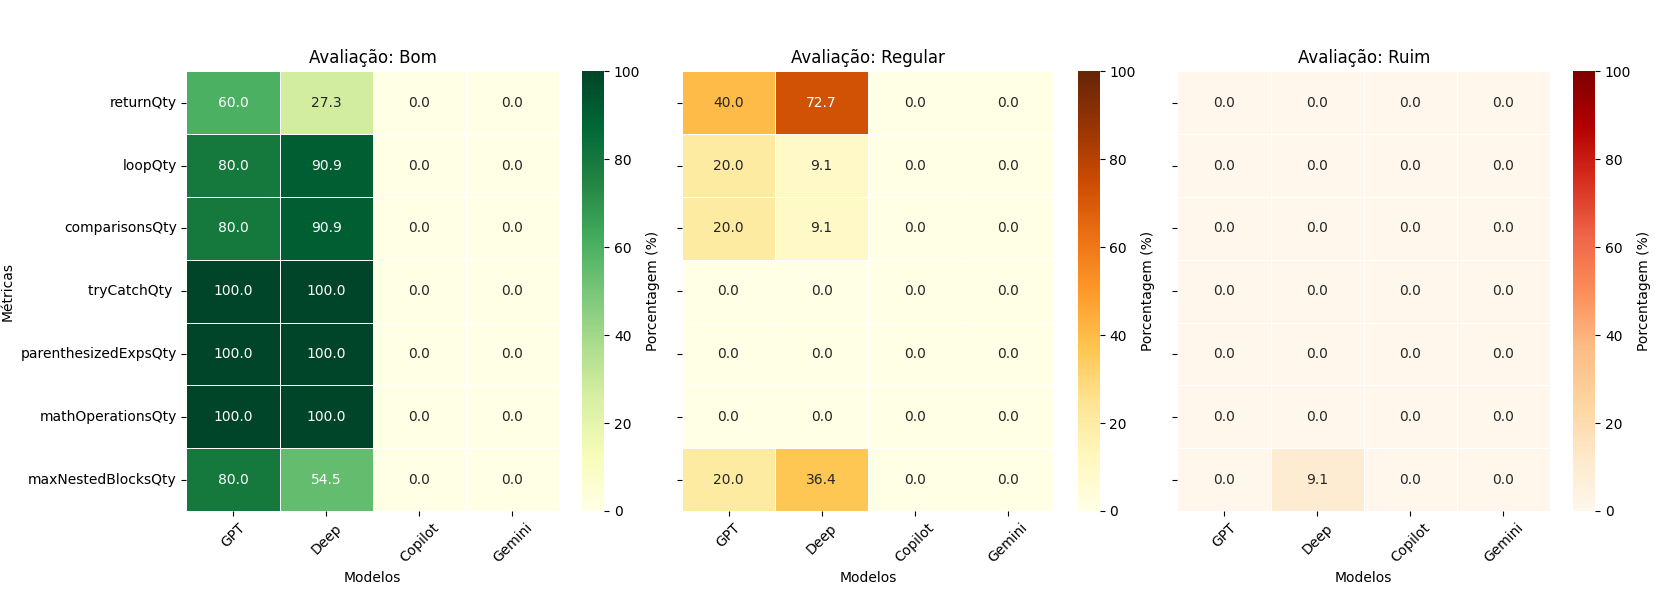 Avaliação: Bom
Avaliação: Regular
Avaliação: Ruim
Métricas
returnQty 60.0 27.3 0.0 0.0
loopQty 80.0 90.9 0.0 0.0
comparisonsQty 80.0 90.9 0.0 0.0
tryCatchQty 100.0 100.0 0.0 0.0
parenthesizedExpsQty 100.0 100.0 0.0 0.0
mathOperationsQty 100.0 100.0 0.0 0.0
maxNestedBlocksQty 80.0 54.5 0.0 0.0
GPT Deep Copilot Gemini
Modelos
100
80
60
40
20
0
Porcentagem (%)
40.0 72.7 0.0 0.0
20.0 9.1 0.0 0.0
20.0 9.1 0.0 0.0
0.0 0.0 0.0 0.0
0.0 0.0 0.0 0.0
0.0 0.0 0.0 0.0
20.0 36.4 0.0 0.0
GPT Deep Copilot Gemini
Modelos
100
80
60
40
20
0
Porcentagem (%)
0.0 0.0 0.0 0.0
0.0 0.0 0.0 0.0
0.0 0.0 0.0 0.0
0.0 0.0 0.0 0.0
0.0 0.0 0.0 0.0
0.0 0.0 0.0 0.0
0.0 9.1 0.0 0.0
GPT Deep Copilot Gemini
Modelos
100
80
60
40
20
0
Porcentagem (%)